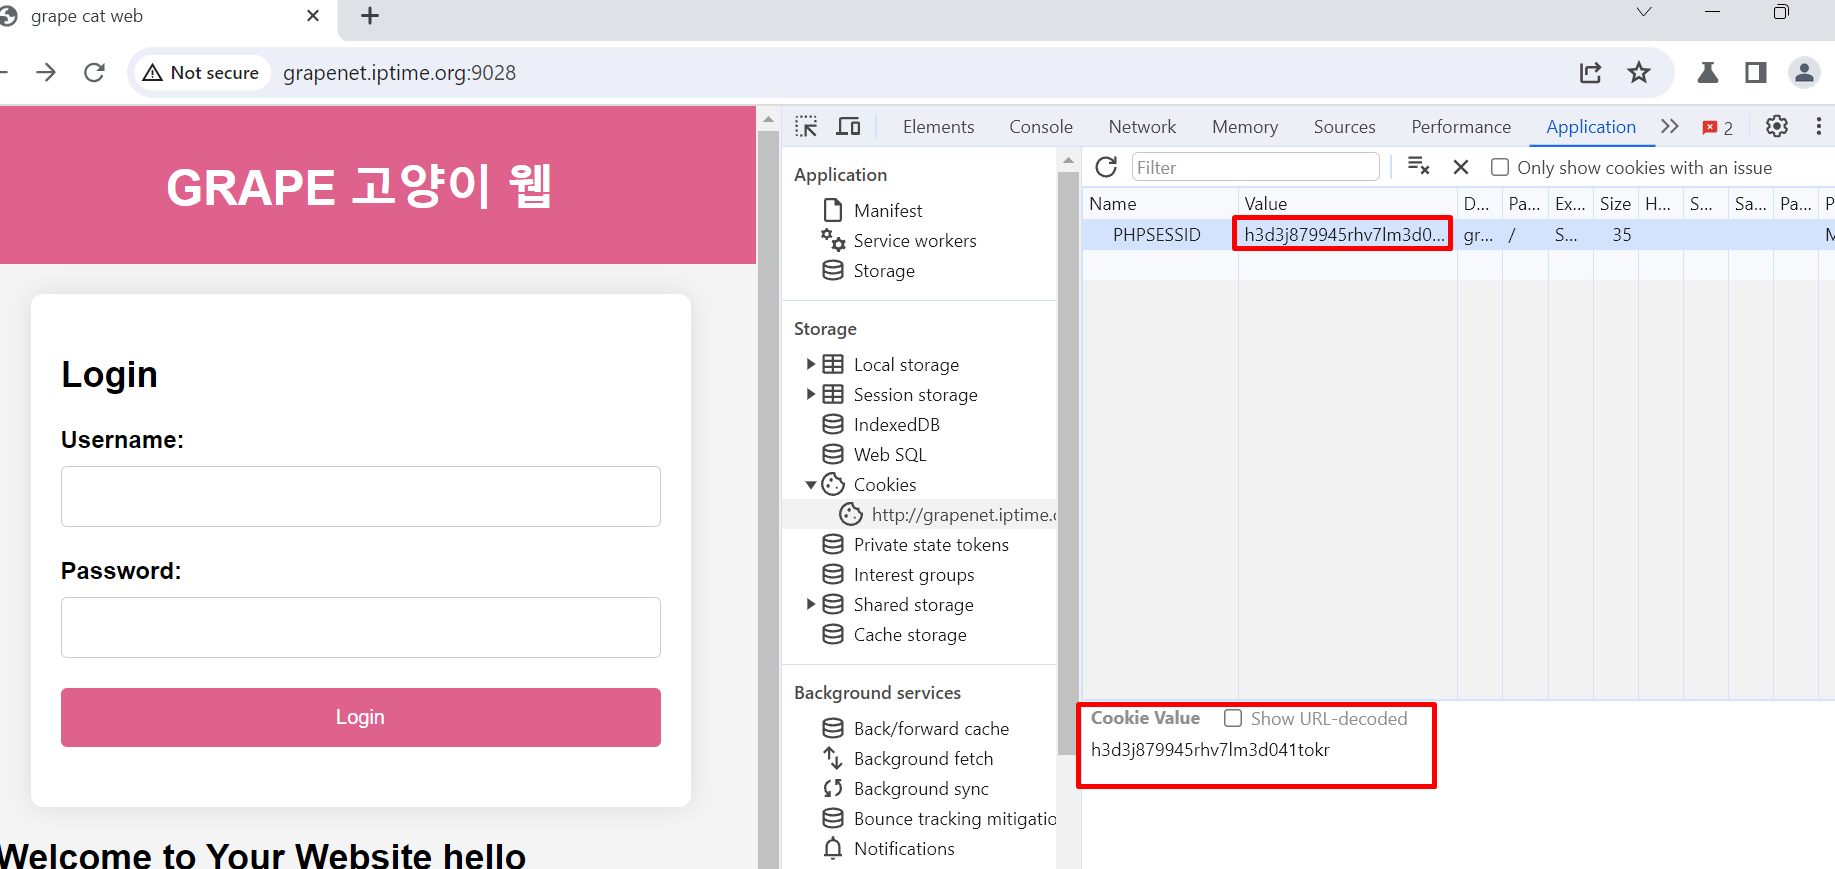 grape cat web
Not secure
grapenet.iptime.org:9028
GRAPE 고양이 웹
Login
Username:
Password:
Login
Welcome to Your Website hello
Elements Console Network Memory Sources Performance Application 2
Application
Manifest
Service workers
Storage
Storage
Local storage
Session storage
IndexedDB
Web SQL
Cookies
http://grapenet.iptime.
Private state tokens
Interest groups
Shared storage
Cache storage
Background services
Back/forward cache
Background fetch
Background sync
Bounce tracking mitigatio
Notifications
Filter
Only show cookies with an issue
Name Value D... Pa... Ex... Size H... S... Sa... Pa... P
PHPSESSID h3d3j879945rhv7lm3d0... gr... / S... 35 M
Cookie Value Show URL-decoded
h3d3j879945rhv7lm3d041tokr